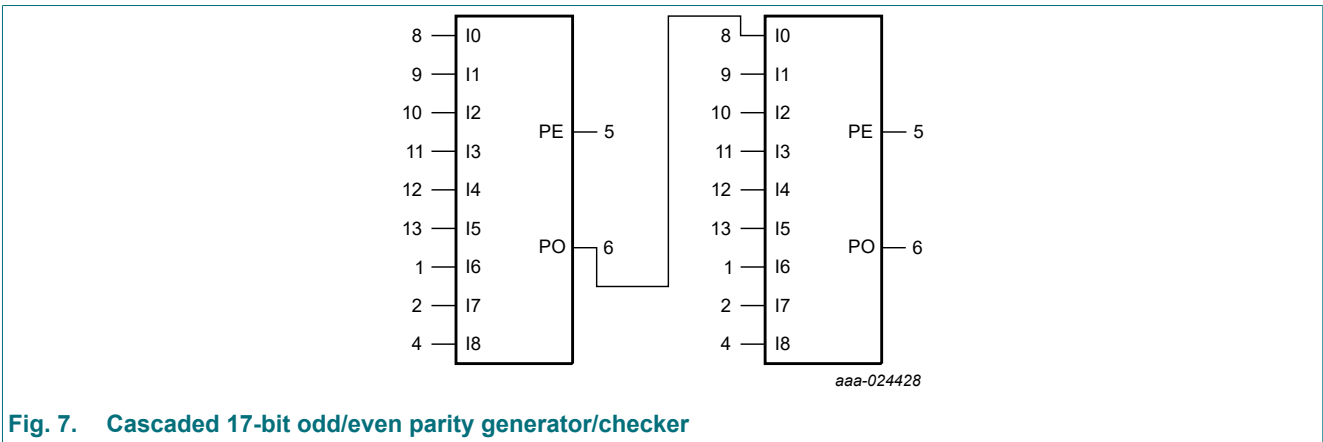 8 I0 8 I0
9 I1 9 I1
10 I2 10 I2
PE 5 PE 5
11 I3 11 I3
12 I4 12 I4
13 I5 13 I5
PO 6 PO 6
1 I6 1 I6
2 I7 2 I7
4 I8 4 I8
aaa-024428
Fig. 7. Cascaded 17-bit odd/even parity generator/checker